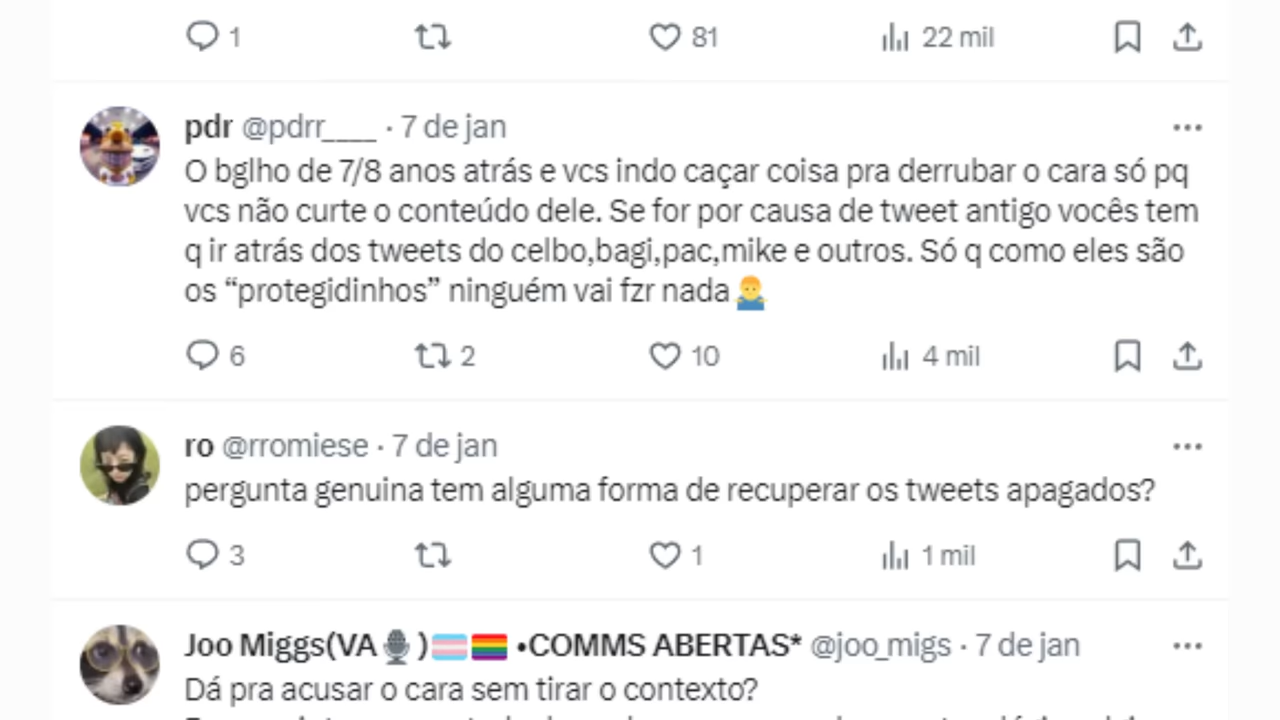 1 81 22 mil
pdr @pdrr____ · 7 de jan
O bglho de 7/8 anos atrás e vcs indo caçar coisa pra derrubar o cara só pq
vcs não curte o conteúdo dele. Se for por causa de tweet antigo vocês tem
q ir atrás dos tweets do celbo,bagi,pac,mike e outros. Só q como eles são
os “protegidinhos” ninguém vai fzr nada🤷‍♂️
6 2 10 4 mil
ro @rromiese · 7 de jan
pergunta genuina tem alguma forma de recuperar os tweets apagados?
3 1 1 mil
Joo Miggs(VA🎙️)🏳️‍⚧️🏳️‍🌈 •COMMS ABERTAS* @joo_migs · 7 de jan
Dá pra acusar o cara sem tirar o contexto?